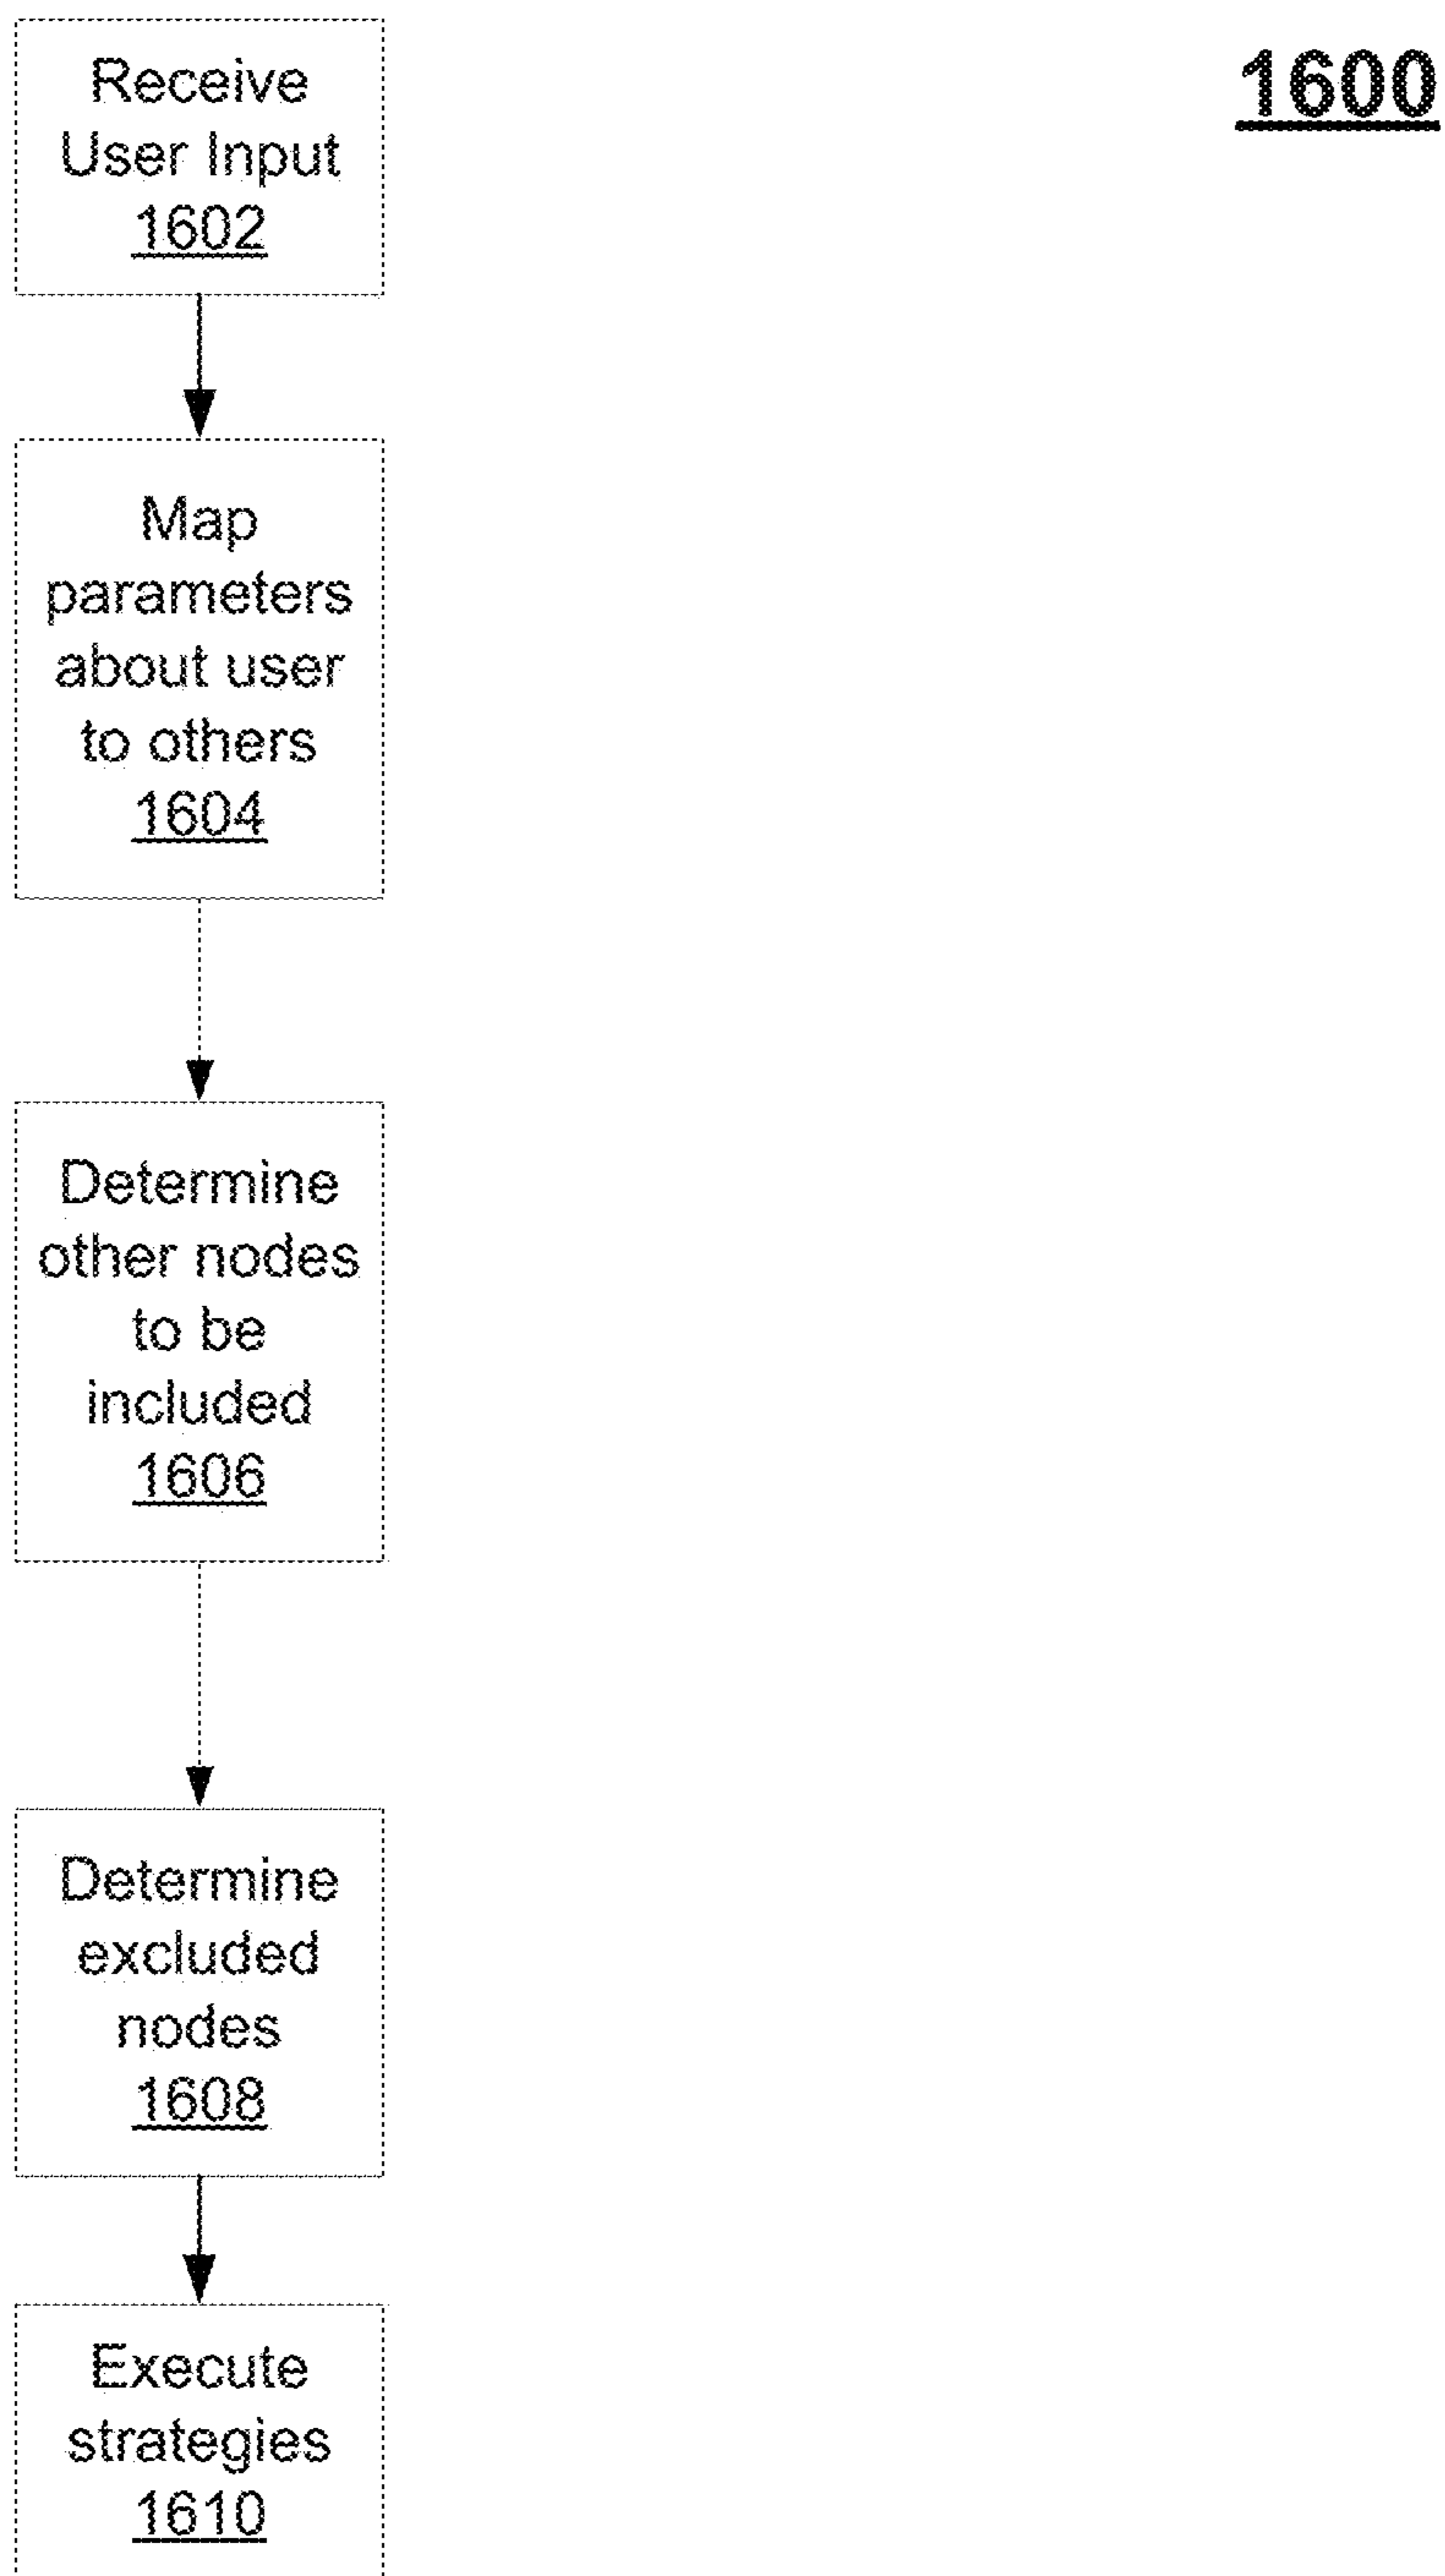 1600
Receive
User Input
1602
Map
parameters
about user
to others
1604
Determine
other nodes
to be
included
1606
Determine
excluded
nodes
1608
Execute
strategies
1610